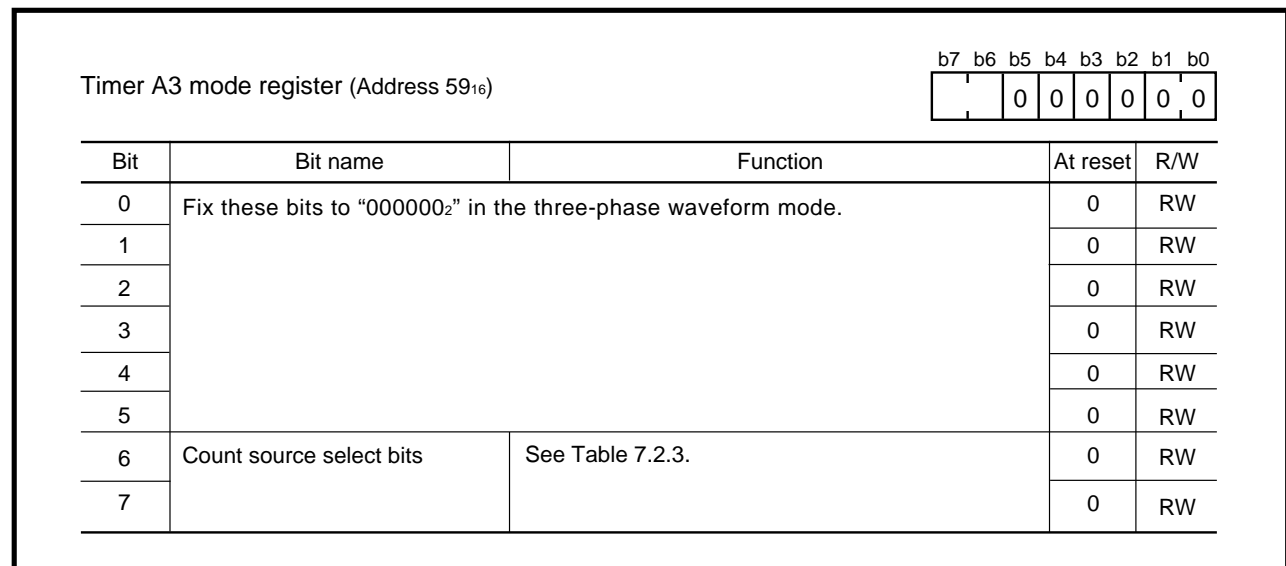 b7 b6 b5 b4 b3 b2 b1 b0
Timer A3 mode register (Address 59₁₆)
0 0 0 0 0 0
Bit Bit name Function At reset R/W
0 Fix these bits to “000000₂” in the three-phase waveform mode. 0 RW
1 0 RW
2 0 RW
3 0 RW
4 0 RW
5 0 RW
6 Count source select bits See Table 7.2.3. 0 RW
7 0 RW